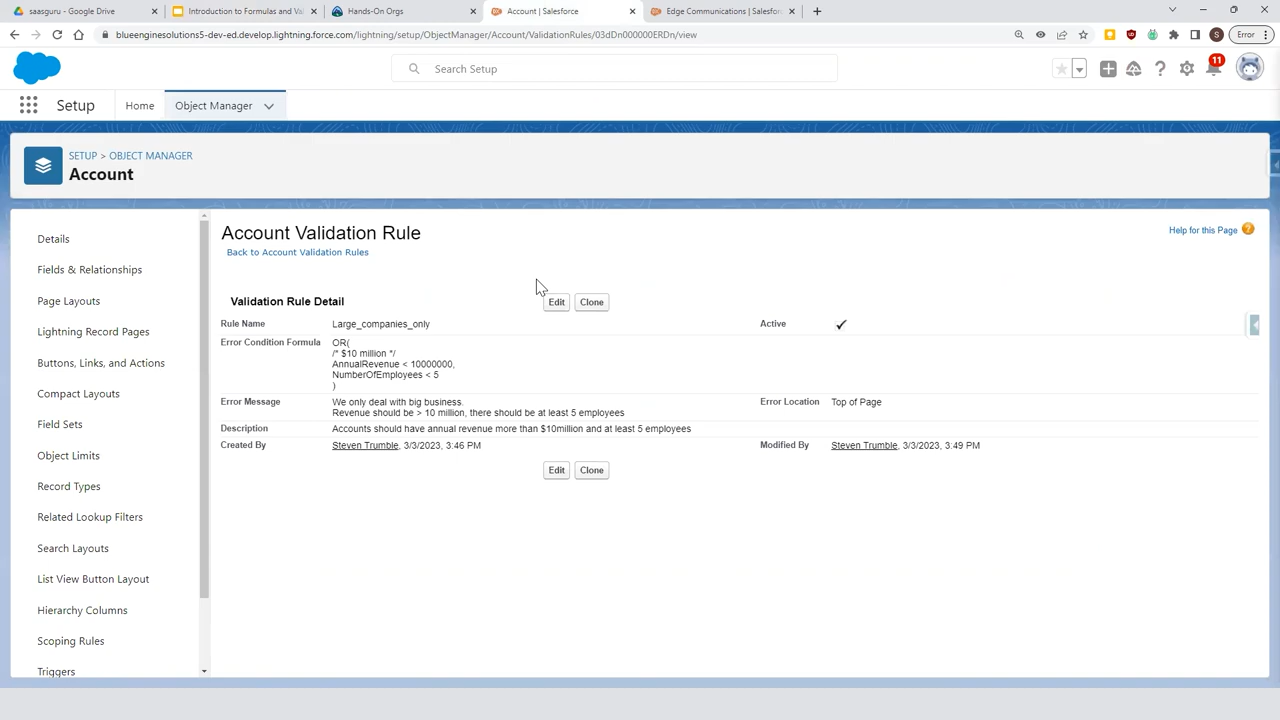 saasguru - Google Drive
Introduction to Formulas and Va
Hands-On Orgs
Account | Salesforce
Edge Communications | Salesfor
blueenginesolutions5-dev-ed.develop.lightning.force.com/lightning/setup/ObjectManager/Account/ValidationRules/03dDn000000ERDn/view
S
Error
Search Setup
11
Setup
Home
Object Manager
SETUP > OBJECT MANAGER
Account
Details
Fields & Relationships
Page Layouts
Lightning Record Pages
Buttons, Links, and Actions
Compact Layouts
Field Sets
Object Limits
Record Types
Related Lookup Filters
Search Layouts
List View Button Layout
Hierarchy Columns
Scoping Rules
Triggers
Account Validation Rule
Back to Account Validation Rules
Help for this Page ?
Validation Rule Detail
Edit
Clone
Rule Name
Large_companies_only
Active
Error Condition Formula
OR(
/* $10 million */
AnnualRevenue < 10000000,
NumberOfEmployees < 5
)
Error Message
We only deal with big business.
Revenue should be > 10 million, there should be at least 5 employees
Error Location
Top of Page
Description
Accounts should have annual revenue more than $10million and at least 5 employees
Created By
Steven Trumble, 3/3/2023, 3:46 PM
Modified By
Steven Trumble, 3/3/2023, 3:49 PM
Edit
Clone